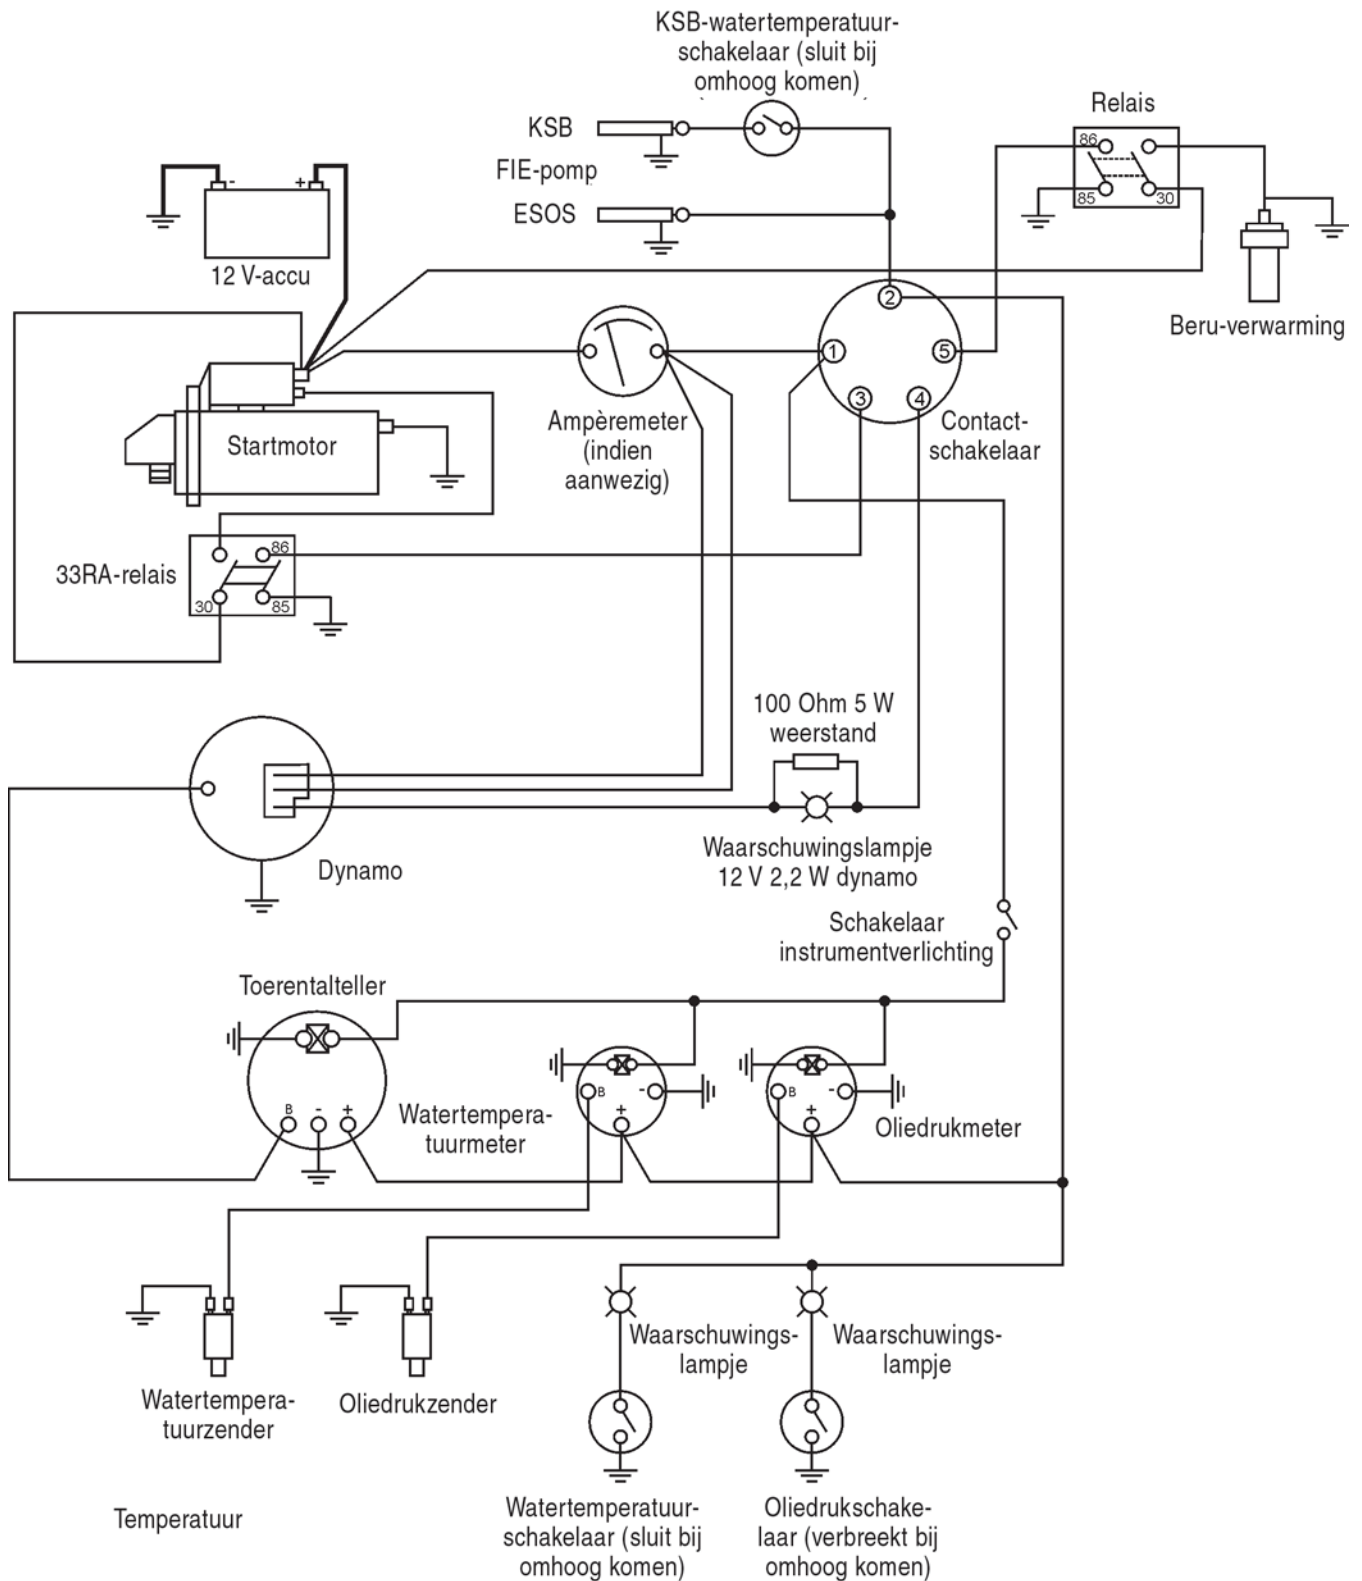 KSB-watertemperatuur-
schakelaar (sluit bij
omhoog komen)
KSB
FIE-pomp
ESOS
Relais
86
85
30
Beru-verwarming
- +
12 V-accu
Startmotor
Ampèremeter
(indien
aanwezig)
1
2
3
4
5
Contact-
schakelaar
33RA-relais
86
30
85
100 Ohm 5 W
weerstand
Waarschuwingslampje
12 V 2,2 W dynamo
Dynamo
Schakelaar
instrumentverlichting
Toerentalteller
B - +
Watertempera-
tuurmeter
B -
+
B -
+
Oliedrukmeter
Watertempera-
tuurzender
Oliedrukzender
Waarschuwings-
lampje
Waarschuwings-
lampje
Temperatuur
Watertemperatuur-
schakelaar (sluit bij
omhoog komen)
Oliedrukschake-
laar (verbreekt bij
omhoog komen)